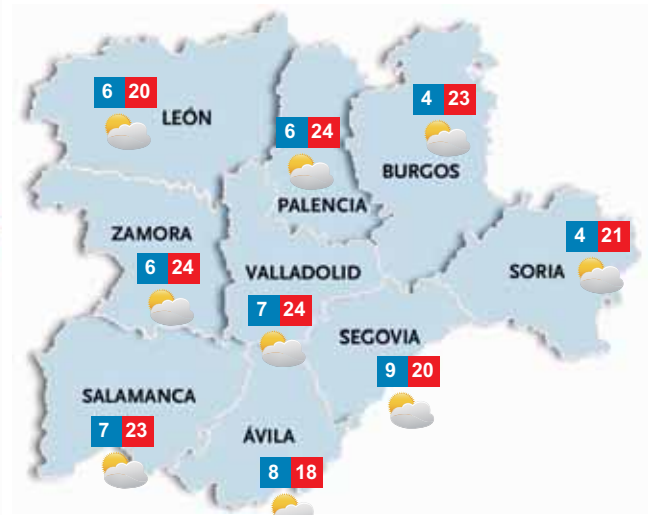 6 20
LEÓN
4 23
6 24
BURGOS
PALENCIA
ZAMORA
6 24
4 21
SORIA
VALLADOLID
7 24
SEGOVIA
9 20
SALAMANCA
7 23
ÁVILA
8 18